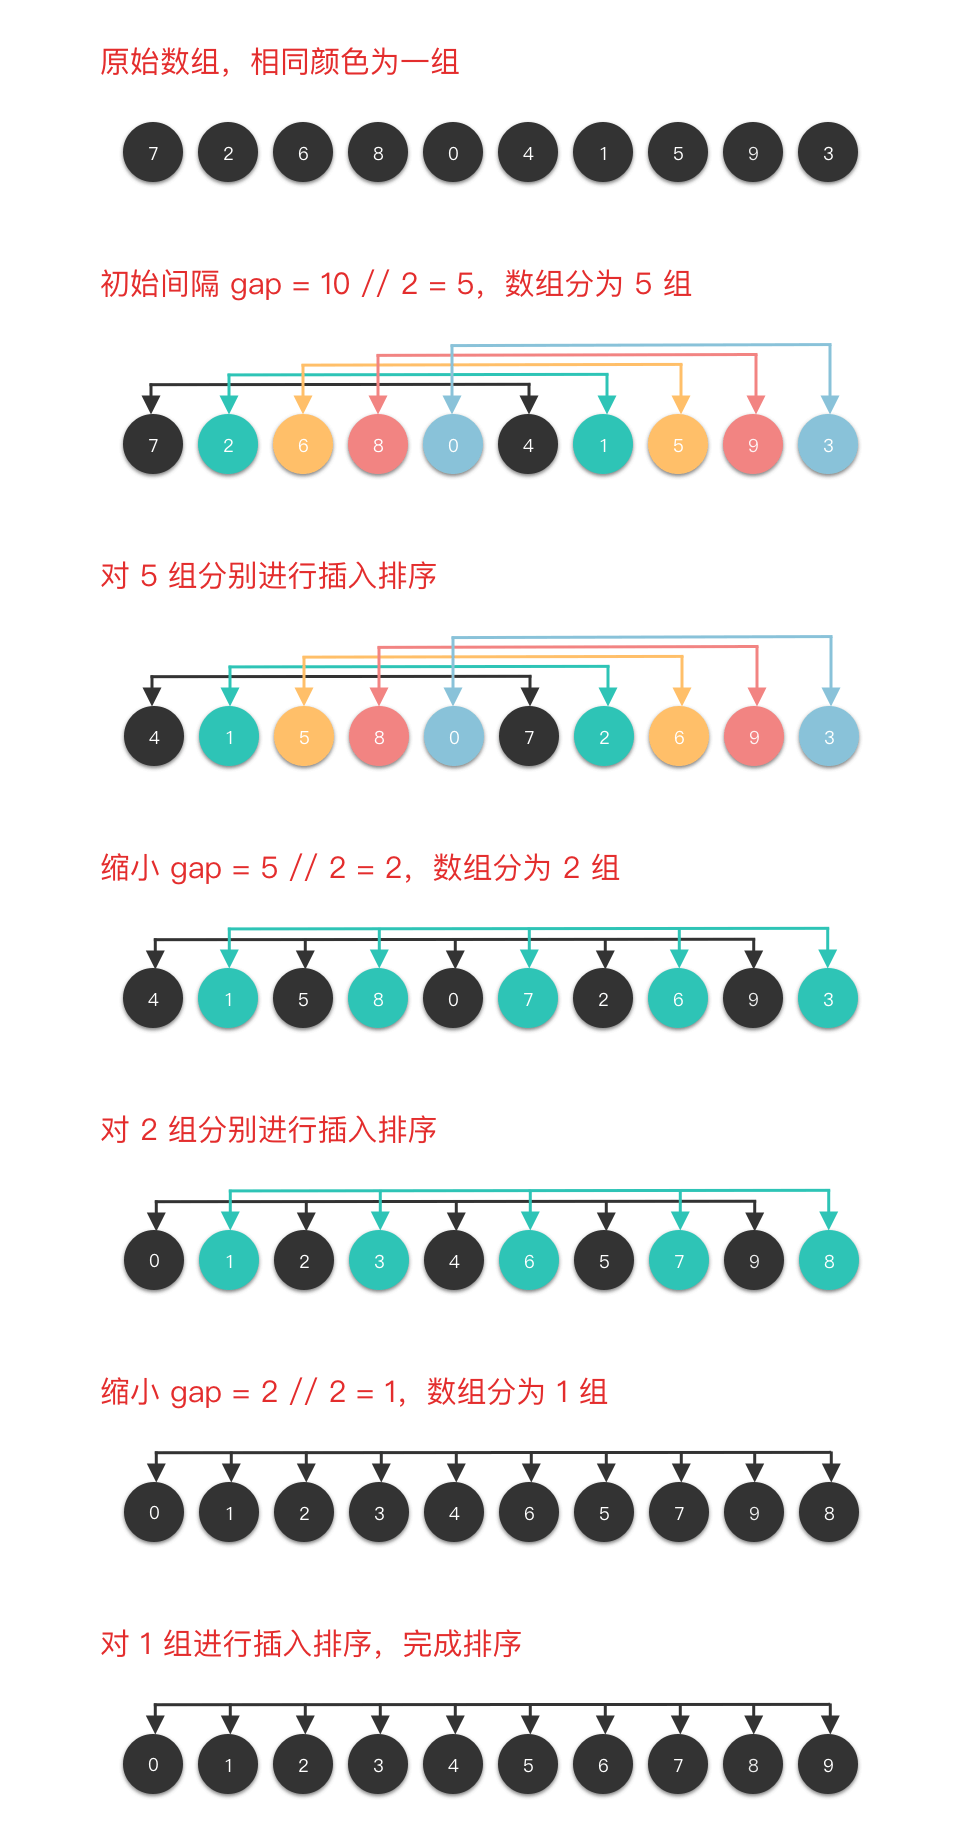 原始数组，相同颜色为一组
7 2 6 8 0 4 1 5 9 3
初始间隔 gap = 10 // 2 = 5，数组分为 5 组
7 2 6 8 0 4 1 5 9 3
对 5 组分别进行插入排序
4 1 5 8 0 7 2 6 9 3
缩小 gap = 5 // 2 = 2，数组分为 2 组
4 1 5 8 0 7 2 6 9 3
对 2 组分别进行插入排序
0 1 2 3 4 6 5 7 9 8
缩小 gap = 2 // 2 = 1，数组分为 1 组
0 1 2 3 4 6 5 7 9 8
对 1 组进行插入排序，完成排序
0 1 2 3 4 5 6 7 8 9